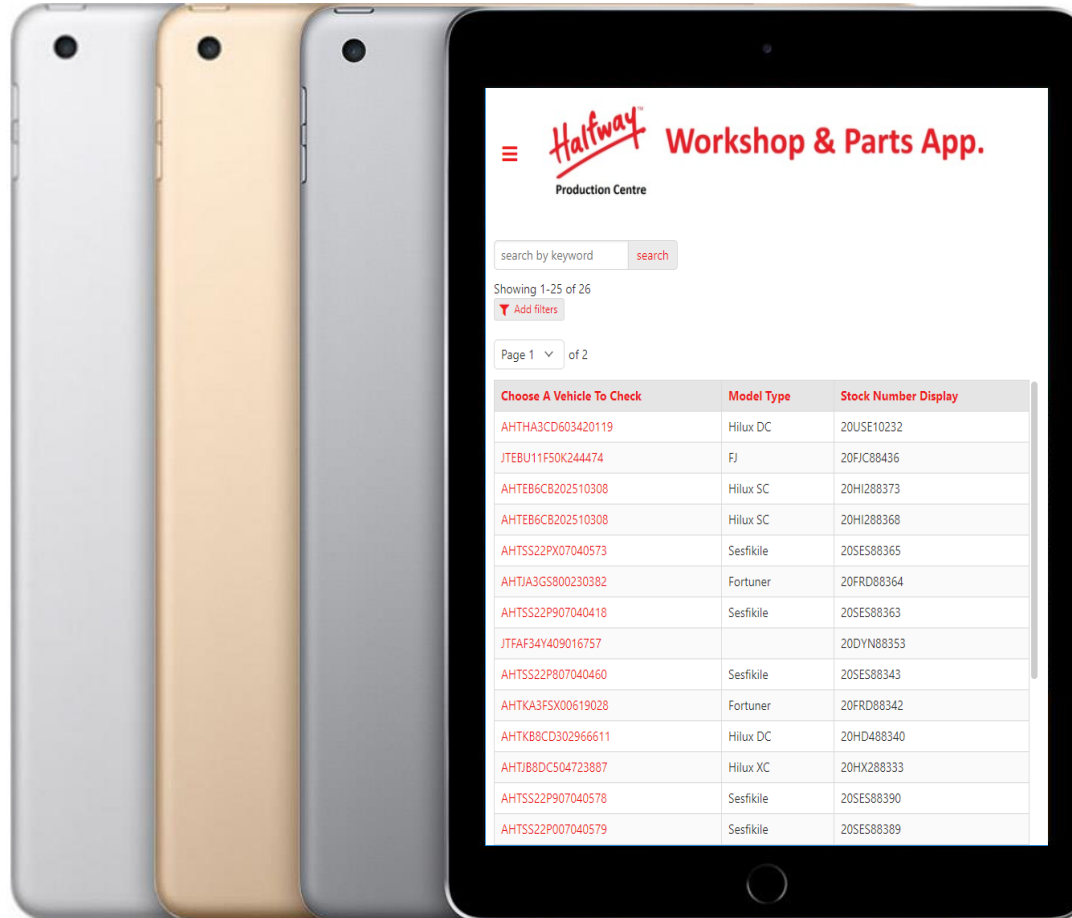 Halfway™
Workshop & Parts App.
Production Centre
search by keyword search
Showing 1-25 of 26
Add filters
Page 1 of 2
Choose A Vehicle To Check Model Type Stock Number Display
AHTHA3CD603420119 Hilux DC 20USE10232
JTEBU11F50K244474 FJ 20FJC88436
AHTEB6CB202510308 Hilux SC 20HI288373
AHTEB6CB202510308 Hilux SC 20HI288368
AHTSS22PX07040573 Sesfikile 20SES88365
AHTJA3GS800230382 Fortuner 20FRD88364
AHTSS22P907040418 Sesfikile 20SES88363
JTFAF34Y409016757 20DYN88353
AHTSS22P807040460 Sesfikile 20SES88343
AHTKA3FSX00619028 Fortuner 20FRD88342
AHTKB8CD302966611 Hilux DC 20HD488340
AHTJB8DC504723887 Hilux XC 20HX288333
AHTSS22P907040578 Sesfikile 20SES88390
AHTSS22P007040579 Sesfikile 20SES88389